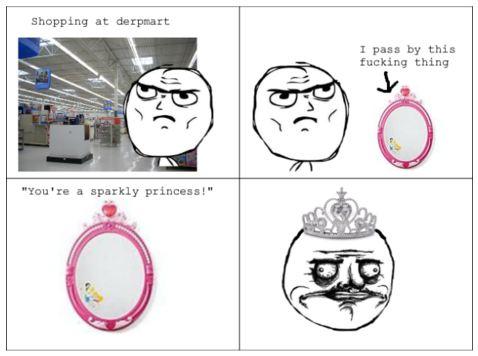 Shopping at derpmart
I pass by this
fucking thing
"You're a sparkly princess!"